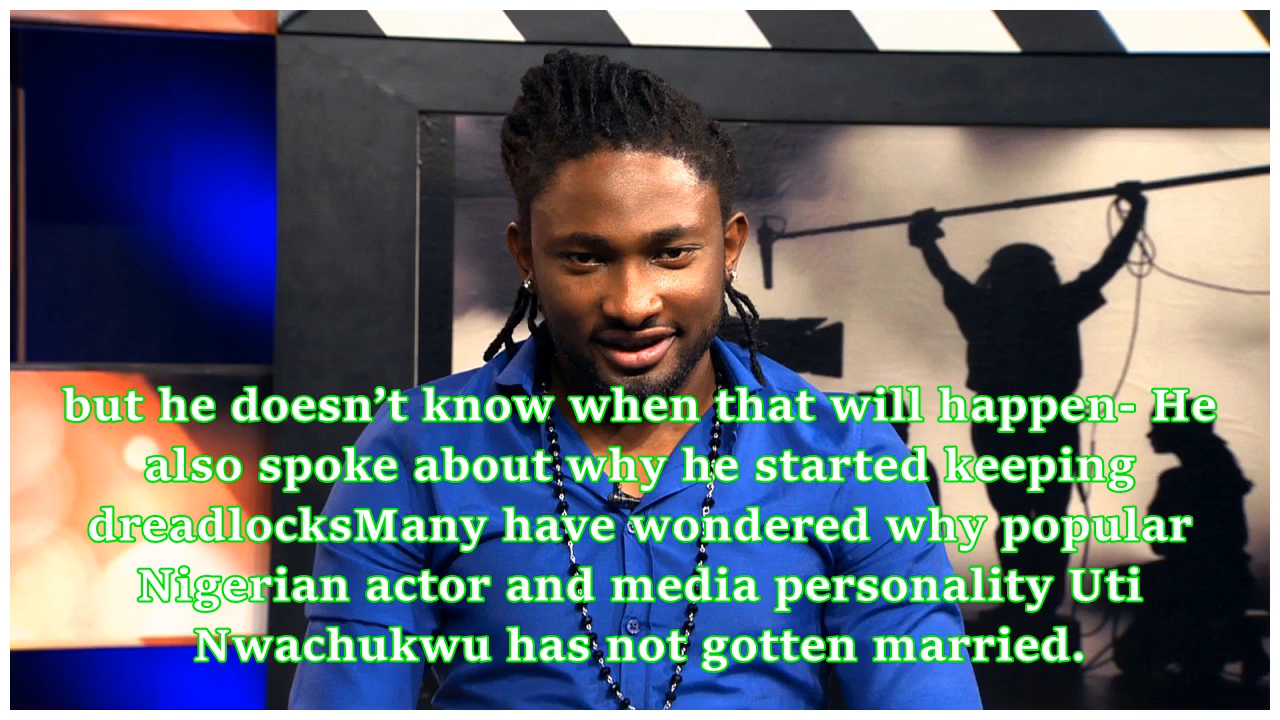 but he doesn’t know when that will happen- He
also spoke about why he started keeping
dreadlocksMany have wondered why popular
Nigerian actor and media personality Uti
Nwachukwu has not gotten married.